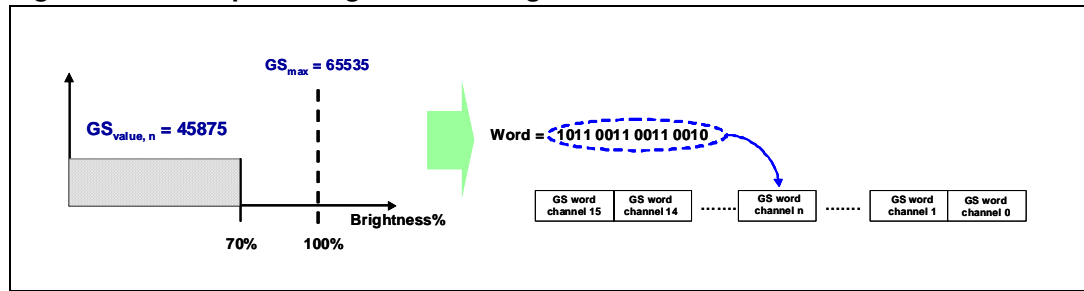 GSmax = 65535
GSvalue, n = 45875
Brightness%
70%
100%
Word = 1011 0011 0011 0010
GS word
channel 15
GS word
channel 14
.......
GS word
channel n
......
GS word
channel 1
GS word
channel 0